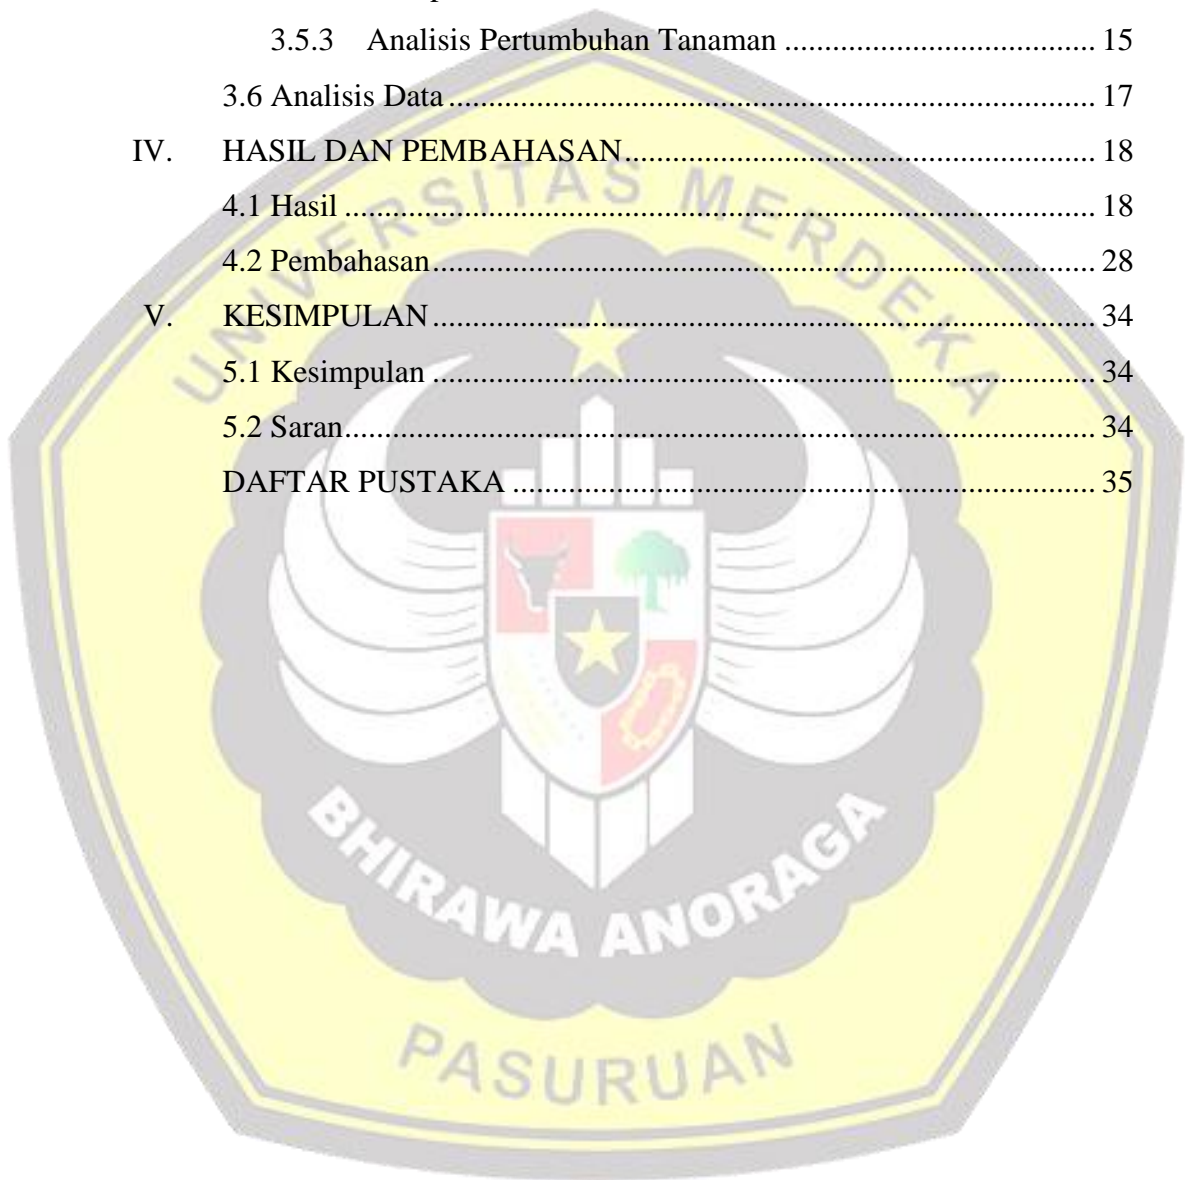 3.5.3 Analisis Pertumbuhan Tanaman ....................................... 15
3.6 Analisis Data ................................................................................. 17
IV. HASIL DAN PEMBAHASAN ........................................................... 18
4.1 Hasil .............................................................................................. 18
4.2 Pembahasan ................................................................................... 28
V. KESIMPULAN ................................................................................... 34
5.1 Kesimpulan ................................................................................... 34
5.2 Saran .............................................................................................. 34
DAFTAR PUSTAKA ......................................................................... 35
UNIVERSITAS MERDEKA
BHIRAWA ANORAGA
PASURUAN